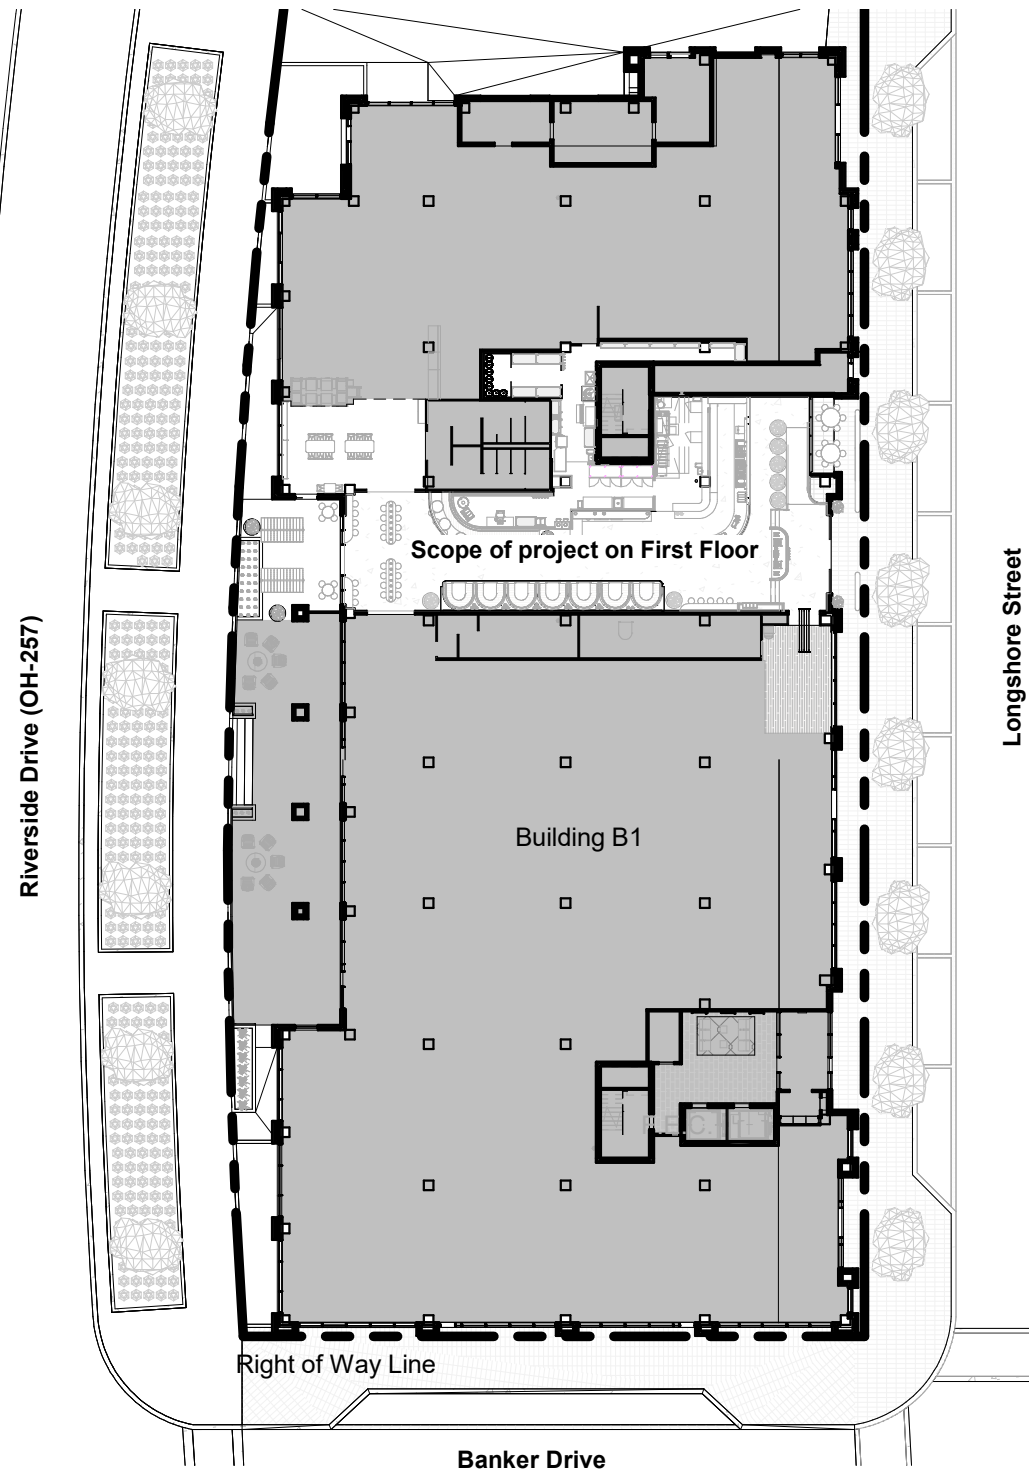 Scope of project on First Floor
Riverside Drive (OH-257)
Longshore Street
Building B1
Right of Way Line
Banker Drive